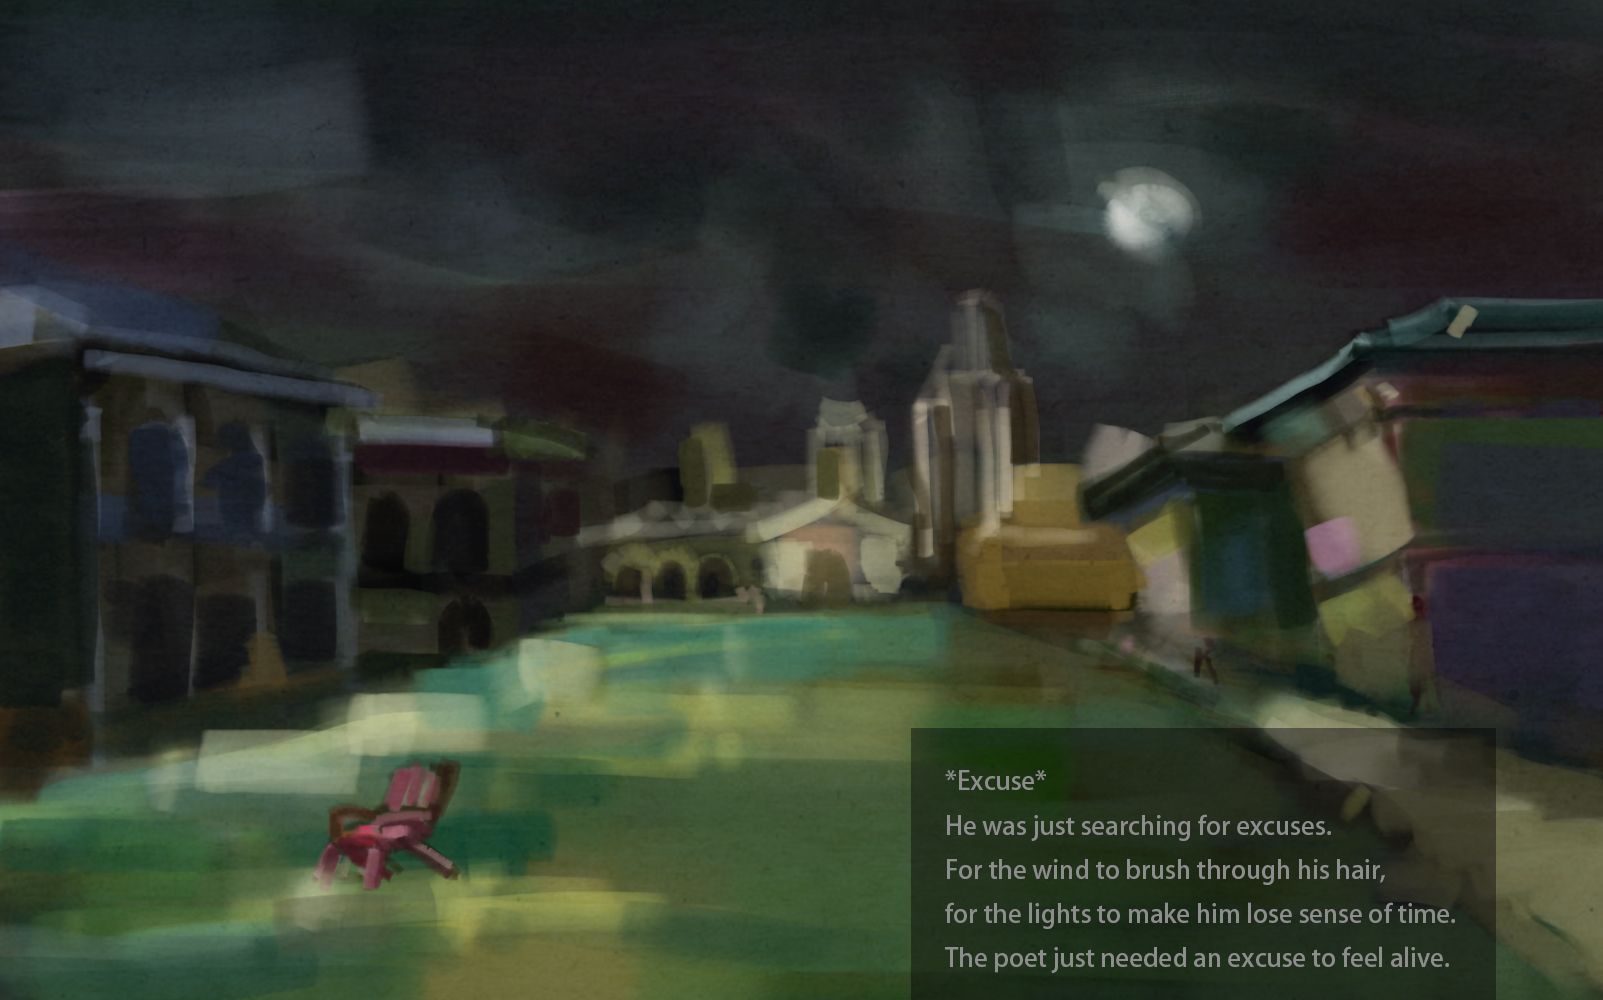 *Excuse*
He was just searching for excuses.
For the wind to brush through his hair,
for the lights to make him lose sense of time.
The poet just needed an excuse to feel alive.